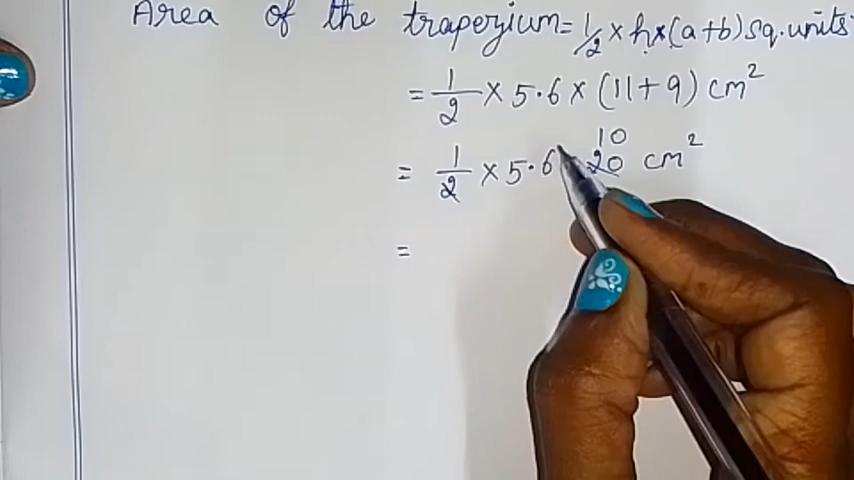 Area of the traperzium = 1/2 × h × (a+b) sq. units.
= 1/2 × 5.6 × (11 + 9) cm²
10
= 1/2 × 5.6 20 cm²
=